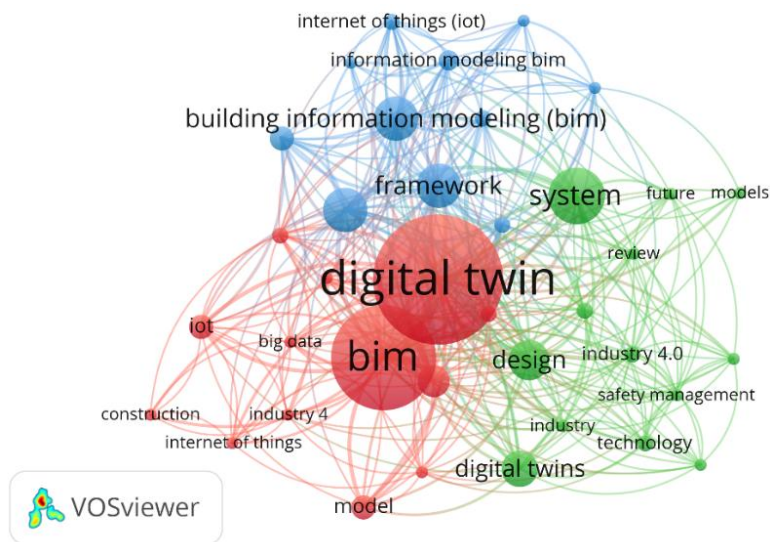 internet of things (iot)
information modeling bim
building information modeling (bim)
framework
system
future
models
review
digital twin
iot
big data
bim
design
industry 4.0
safety management
construction
industry 4
industry
internet of things
technology
digital twins
model
VOSviewer